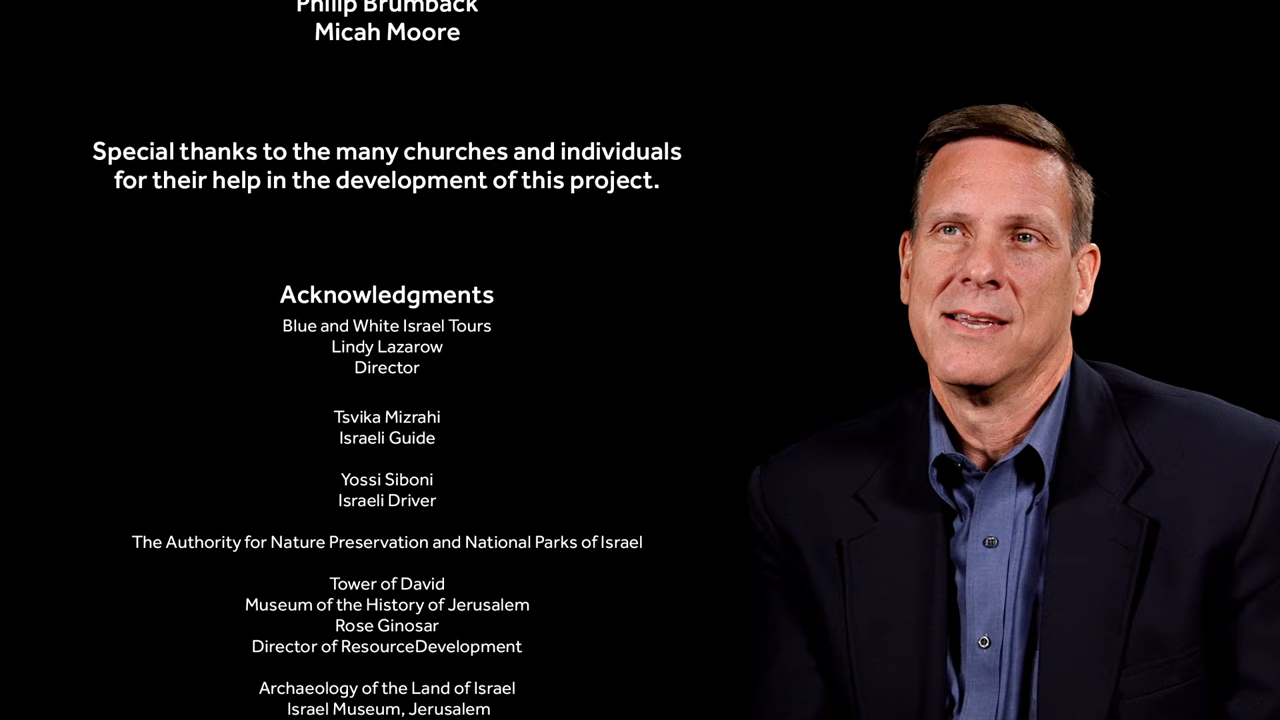 Philip Brumback
Micah Moore
Special thanks to the many churches and individuals
for their help in the development of this project.
Acknowledgments
Blue and White Israel Tours
Lindy Lazarow
Director
Tsvika Mizrahi
Israeli Guide
Yossi Siboni
Israeli Driver
The Authority for Nature Preservation and National Parks of Israel
Tower of David
Museum of the History of Jerusalem
Rose Ginosar
Director of ResourceDevelopment
Archaeology of the Land of Israel
Israel Museum, Jerusalem